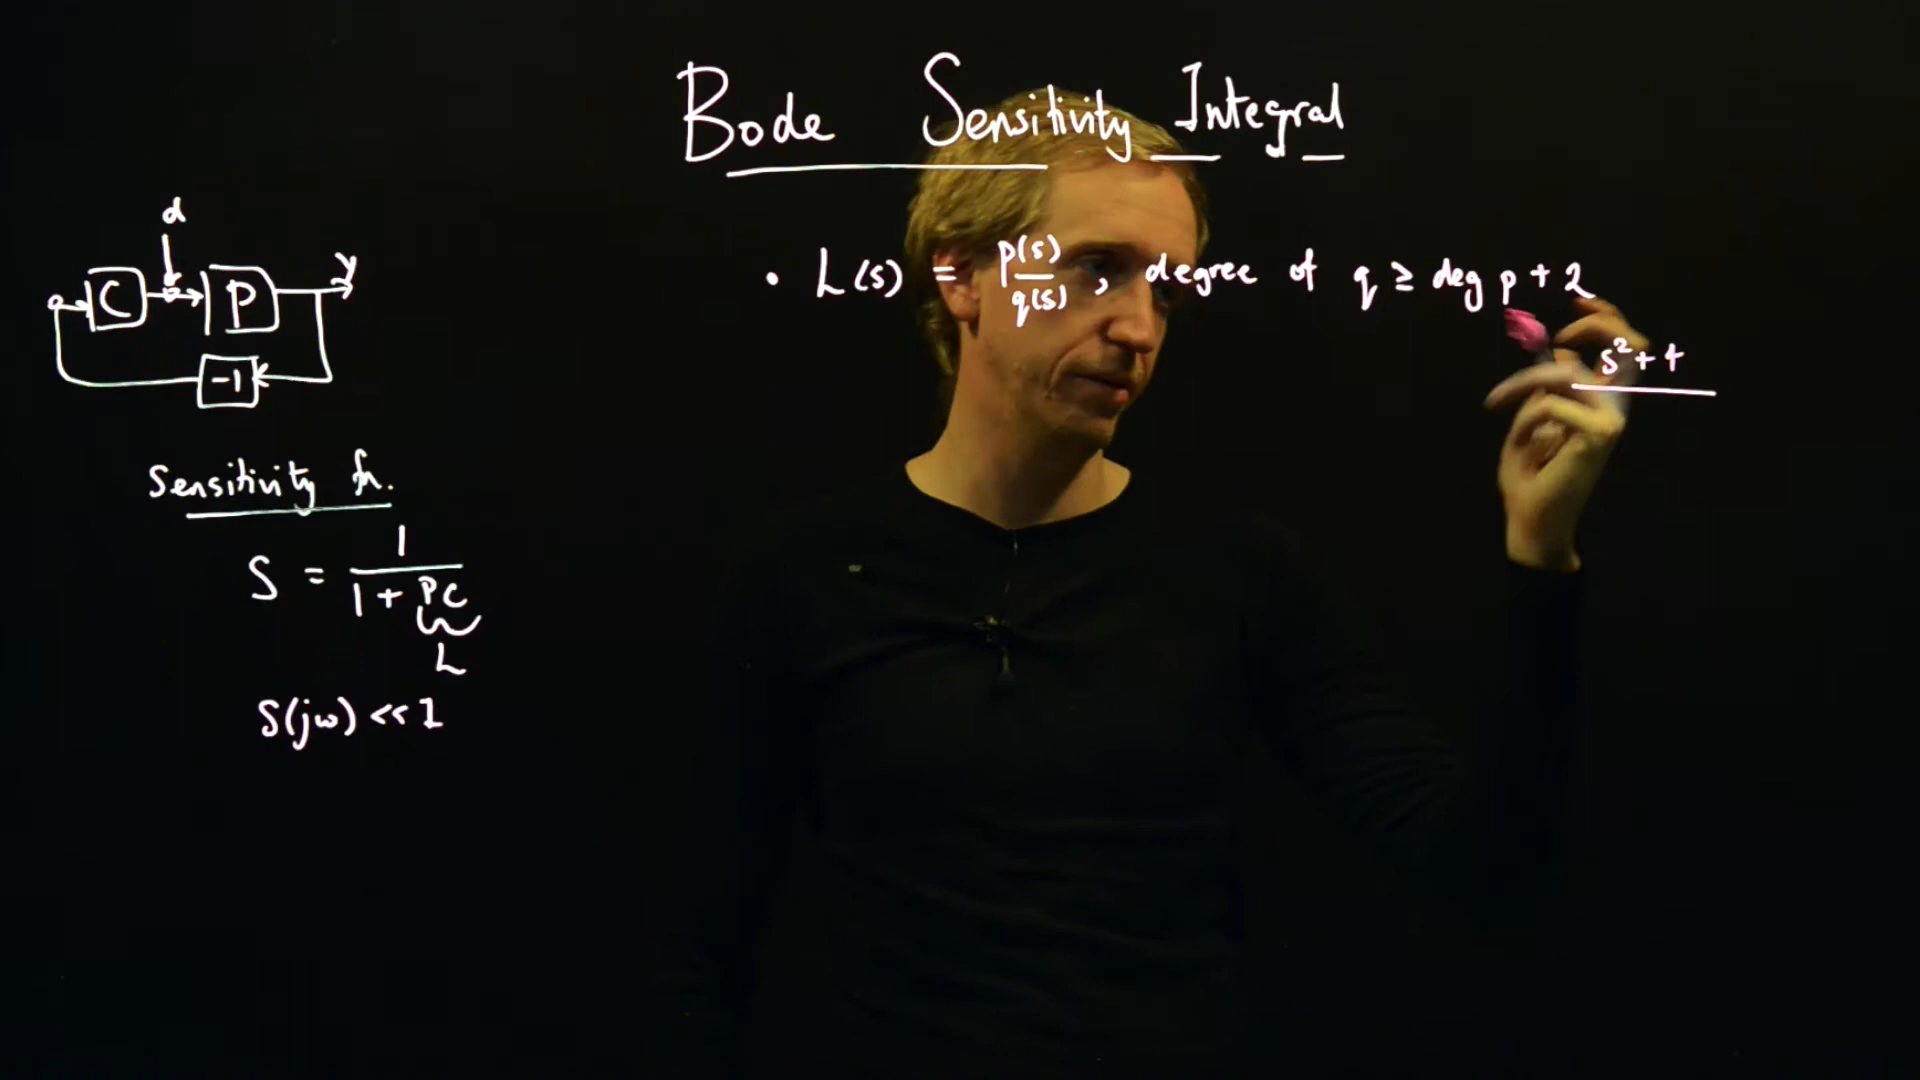 Bode Sensitivity Integral
d
C P y
-1
Sensitivity fn.
S = 1 / (1 + PC)
L
S(jω) << 1
• L(s) = p(s)/q(s), degree of q ≥ deg p + 2
s² + 4